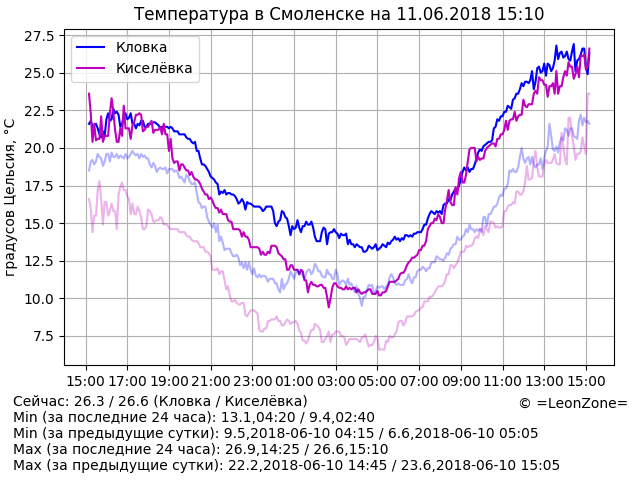 Температура в Смоленске на 11.06.2018 15:10
градусов Цельсия, °C
27.5
25.0
22.5
20.0
17.5
15.0
12.5
10.0
7.5
Кловка
Киселёвка
15:00 17:00 19:00 21:00 23:00 01:00 03:00 05:00 07:00 09:00 11:00 13:00 15:00
Сейчас: 26.3 / 26.6 (Кловка / Киселёвка)
© =LeonZone=
Min (за последние 24 часа): 13.1,04:20 / 9.4,02:40
Min (за предыдущие сутки): 9.5,2018-06-10 04:15 / 6.6,2018-06-10 05:05
Max (за последние 24 часа): 26.9,14:25 / 26.6,15:10
Max (за предыдущие сутки): 22.2,2018-06-10 14:45 / 23.6,2018-06-10 15:05